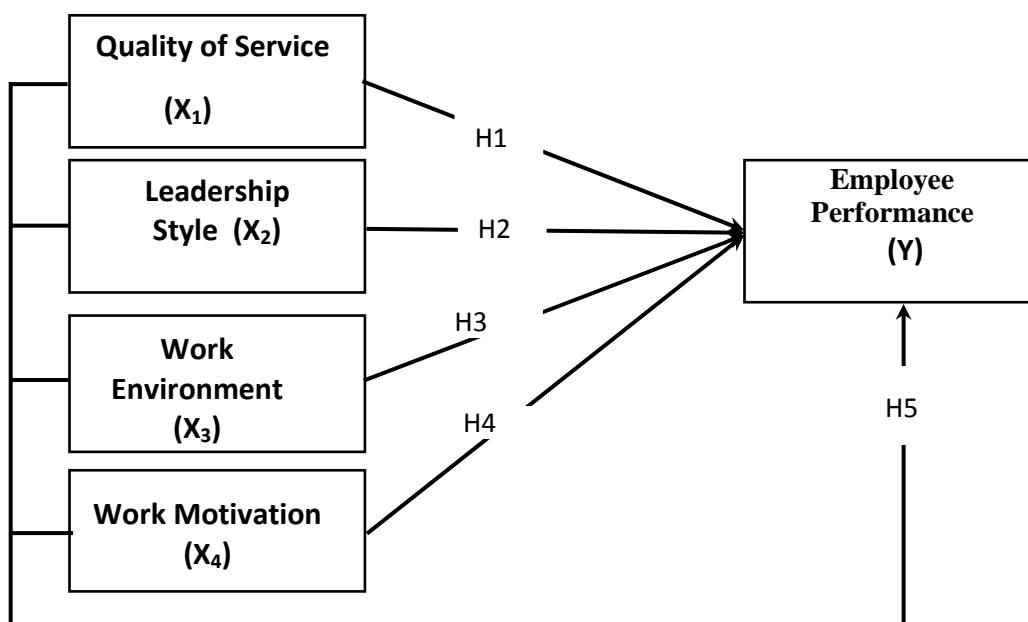 Quality of Service
(X₁)
H1
Leadership
Style (X₂)
H2
Employee
Performance
(Y)
Work
Environment
(X₃)
H3
H4
H5
Work Motivation
(X₄)